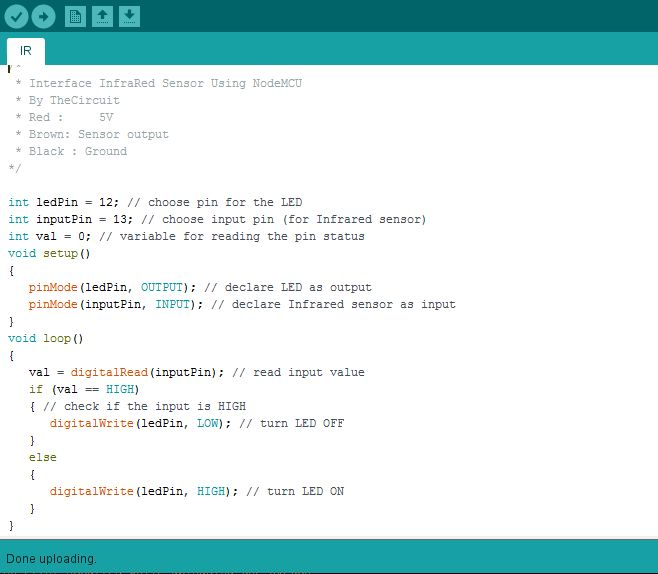 IR
 * Interface InfraRed Sensor Using NodeMCU
 * By TheCircuit
 * Red :     5V
 * Brown: Sensor output
 * Black : Ground
*/
int ledPin = 12; // choose pin for the LED
int inputPin = 13; // choose input pin (for Infrared sensor)
int val = 0; // variable for reading the pin status
void setup()
{
   pinMode(ledPin, OUTPUT); // declare LED as output
   pinMode(inputPin, INPUT); // declare Infrared sensor as input
}
void loop()
{
   val = digitalRead(inputPin); // read input value
   if (val == HIGH)
   { // check if the input is HIGH
      digitalWrite(ledPin, LOW); // turn LED OFF
   }
   else
   {
      digitalWrite(ledPin, HIGH); // turn LED ON
   }
}
Done uploading.